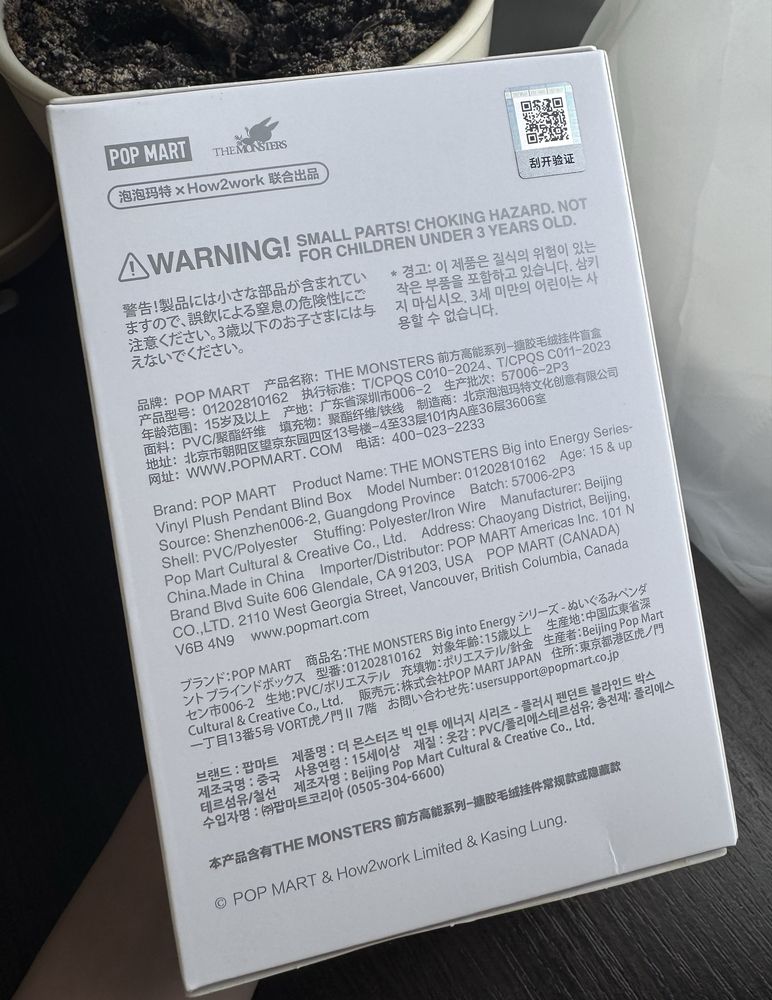 POP MART
THE MONSTERS
泡泡玛特 × How2work 联合出品
刮开验证
WARNING! SMALL PARTS! CHOKING HAZARD. NOT
FOR CHILDREN UNDER 3 YEARS OLD.
警告!製品には小さな部品が含まれてい
ますので、誤飲による窒息の危険性にご
注意ください。3歳以下のお子さまには与
えないでください。
* 경고: 이 제품은 질식의 위험이 있는
작은 부품을 포함하고 있습니다. 삼키
지 마십시오. 3세 미만의 어린이는 사
용할 수 없습니다.
品牌: POP MART 产品名称: THE MONSTERS 前方高能系列–搪胶毛绒挂件盲盒
产品型号: 01202810162 执行标准: T/CPQS C010–2024、T/CPQS C011–2023
年龄范围: 15岁及以上 产地: 广东省深圳市006–2 生产批次: 57006–2P3
面料: PVC/聚酯纤维 填充物: 聚酯纤维/铁线 制造商: 北京泡泡玛特文化创意有限公司
地址: 北京市朝阳区望京东园四区13号楼–4至33层101内A座36层3606室
网址: WWW.POPMART.COM 电话: 400–023–2233
Brand: POP MART Product Name: THE MONSTERS Big into Energy Series-
Vinyl Plush Pendant Blind Box Model Number: 01202810162 Age: 15 & up
Source: Shenzhen006-2, Guangdong Province Batch: 57006-2P3
Shell: PVC/Polyester Stuffing: Polyester/Iron Wire Manufacturer: Beijing
Pop Mart Cultural & Creative Co., Ltd. Address: Chaoyang District, Beijing,
China.Made in China Importer/Distributor: POP MART Americas Inc. 101 N
Brand Blvd Suite 606 Glendale, CA 91203, USA POP MART (CANADA)
CO.,LTD. 2110 West Georgia Street, Vancouver, British Columbia, Canada
V6B 4N9 www.popmart.com
ブランド:POP MART 商品名:THE MONSTERS Big into Energy シリーズ - ぬいぐるみペンダ
ント ブラインドボックス 型番:01202810162 対象年齢:15歳以上 生産地:中国広東省深
セン市006-2 生地:PVC/ポリエステル 充填物:ポリエステル/針金 生産者:Beijing Pop Mart
Cultural & Creative Co., Ltd. 販売元:株式会社POP MART JAPAN 住所:東京都港区虎ノ門
一丁目13番5号 VORT虎ノ門Ⅱ 7階 お問い合わせ先:usersupport@popmart.co.jp
브랜드 : 팝마트 제품명 : 더 몬스터즈 빅 인투 에너지 시리즈 - 플러시 펜던트 블라인드 박스
제조국명 : 중국 사용연령 : 15세이상 재질 : 옷감 : PVC/폴리에스테르섬유; 충전재: 폴리에스
테르섬유/철선 제조자명 : Beijing Pop Mart Cultural & Creative Co., Ltd.
수입자명 : ㈜팝마트코리아 (0505-304-6600)
本产品含有THE MONSTERS 前方高能系列–搪胶毛绒挂件常规款或隐藏款
© POP MART & How2work Limited & Kasing Lung.